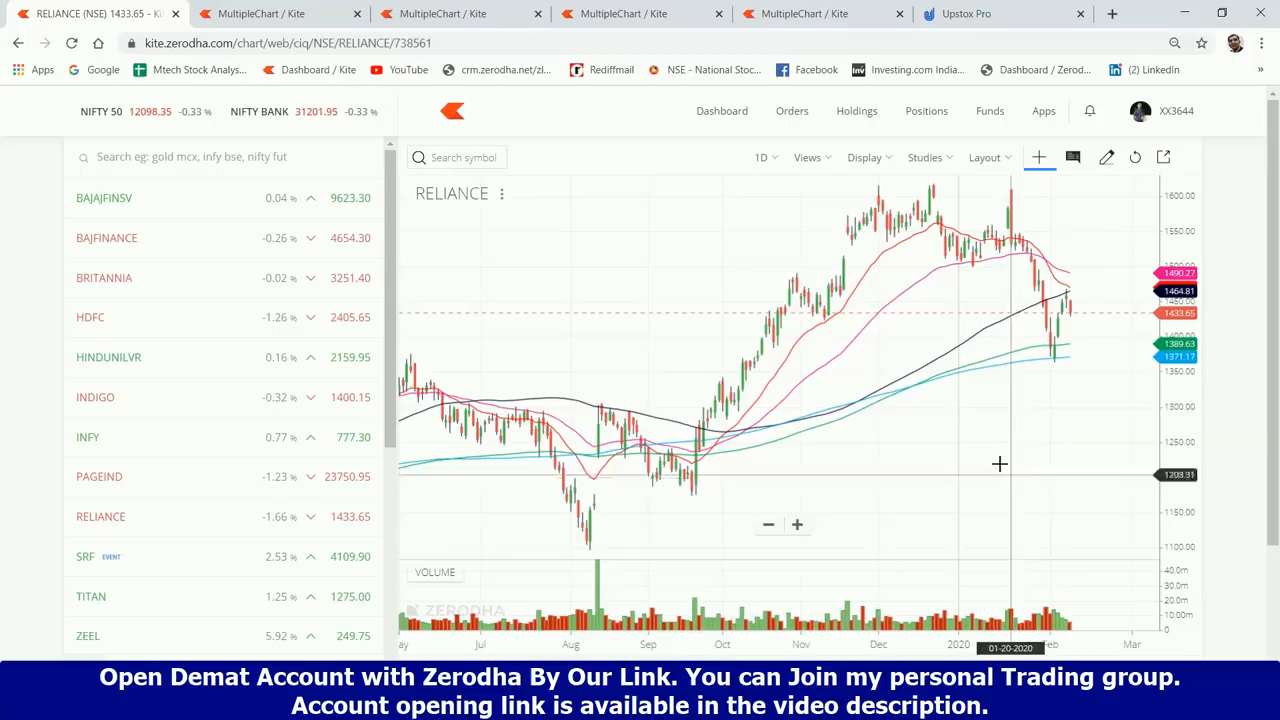 RELIANCE (NSE) 1433.65 - Ki
MultipleChart / Kite
MultipleChart / Kite
MultipleChart / Kite
MultipleChart / Kite
Upstox Pro
kite.zerodha.com/chart/web/ciq/NSE/RELIANCE/738561
Apps
Google
Mtech Stock Analys...
Dashboard / Kite
YouTube
crm.zerodha.net/zl...
Rediffmail
NSE - National Stoc...
Facebook
Investing.com India...
Dashboard / Zerod...
(2) LinkedIn
NIFTY 50 12098.35 -0.33 %
NIFTY BANK 31201.95 -0.33 %
Dashboard
Orders
Holdings
Positions
Funds
Apps
XX3644
Search eg: gold mcx, infy bse, nifty fut
BAJAJFINSV 0.04 % 9623.30
BAJFINANCE -0.26 % 4654.30
BRITANNIA -0.02 % 3251.40
HDFC -1.26 % 2405.65
HINDUNILVR 0.16 % 2159.95
INDIGO -0.32 % 1400.15
INFY 0.77 % 777.30
PAGEIND -1.23 % 23750.95
RELIANCE -1.66 % 1433.65
SRF EVENT 2.53 % 4109.90
TITAN 1.25 % 1275.00
ZEEL 5.92 % 249.75
Search symbol
1D
Views
Display
Studies
Layout
RELIANCE
1600.00
1550.00
1490.27
1464.81
1433.65
1389.63
1371.17
1350.00
1300.00
1250.00
1203.31
1150.00
1100.00
VOLUME
ZERODHA
40.0m
30.0m
20.0m
10.00m
0
ay Jul Aug Sep Oct Nov Dec 2020 01-20-2020 Feb Mar
Open Demat Account with Zerodha By Our Link. You can Join my personal Trading group.
Account opening link is available in the video description.